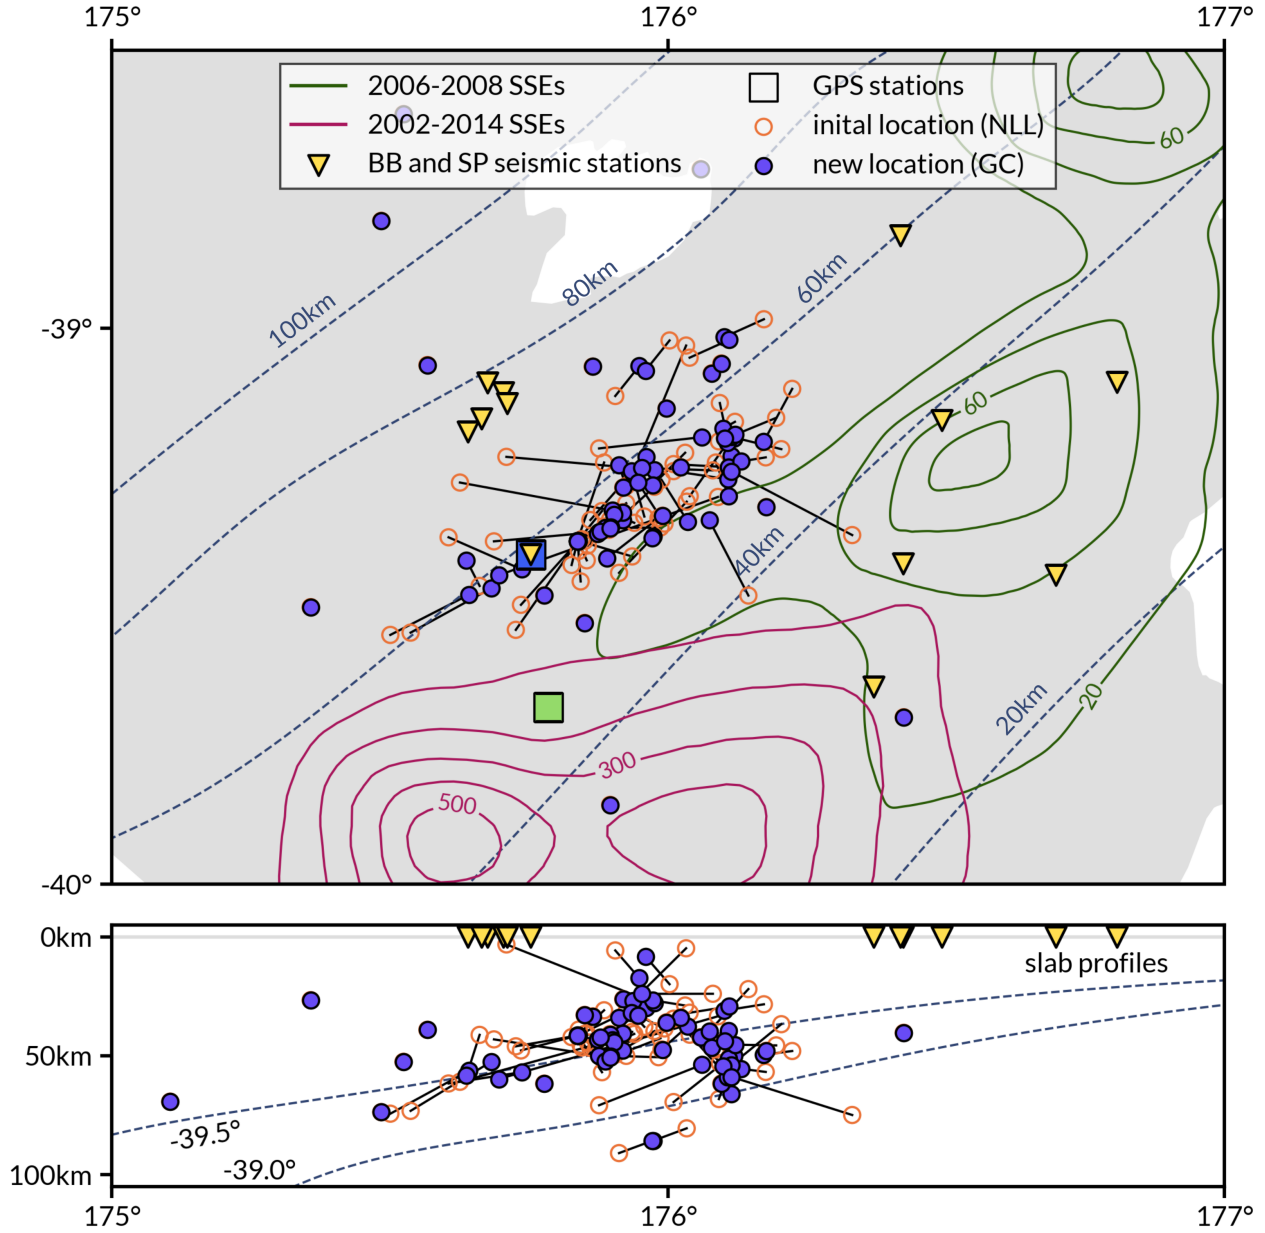 175° 176° 177°
2006-2008 SSEs GPS stations
2002-2014 SSEs inital location (NLL)
BB and SP seismic stations new location (GC)
60
100km 80km 60km
-39°
60
40km
20km 20
300
500
-40°
0km
slab profiles
50km
-39.5°
-39.0°
100km
175° 176° 177°